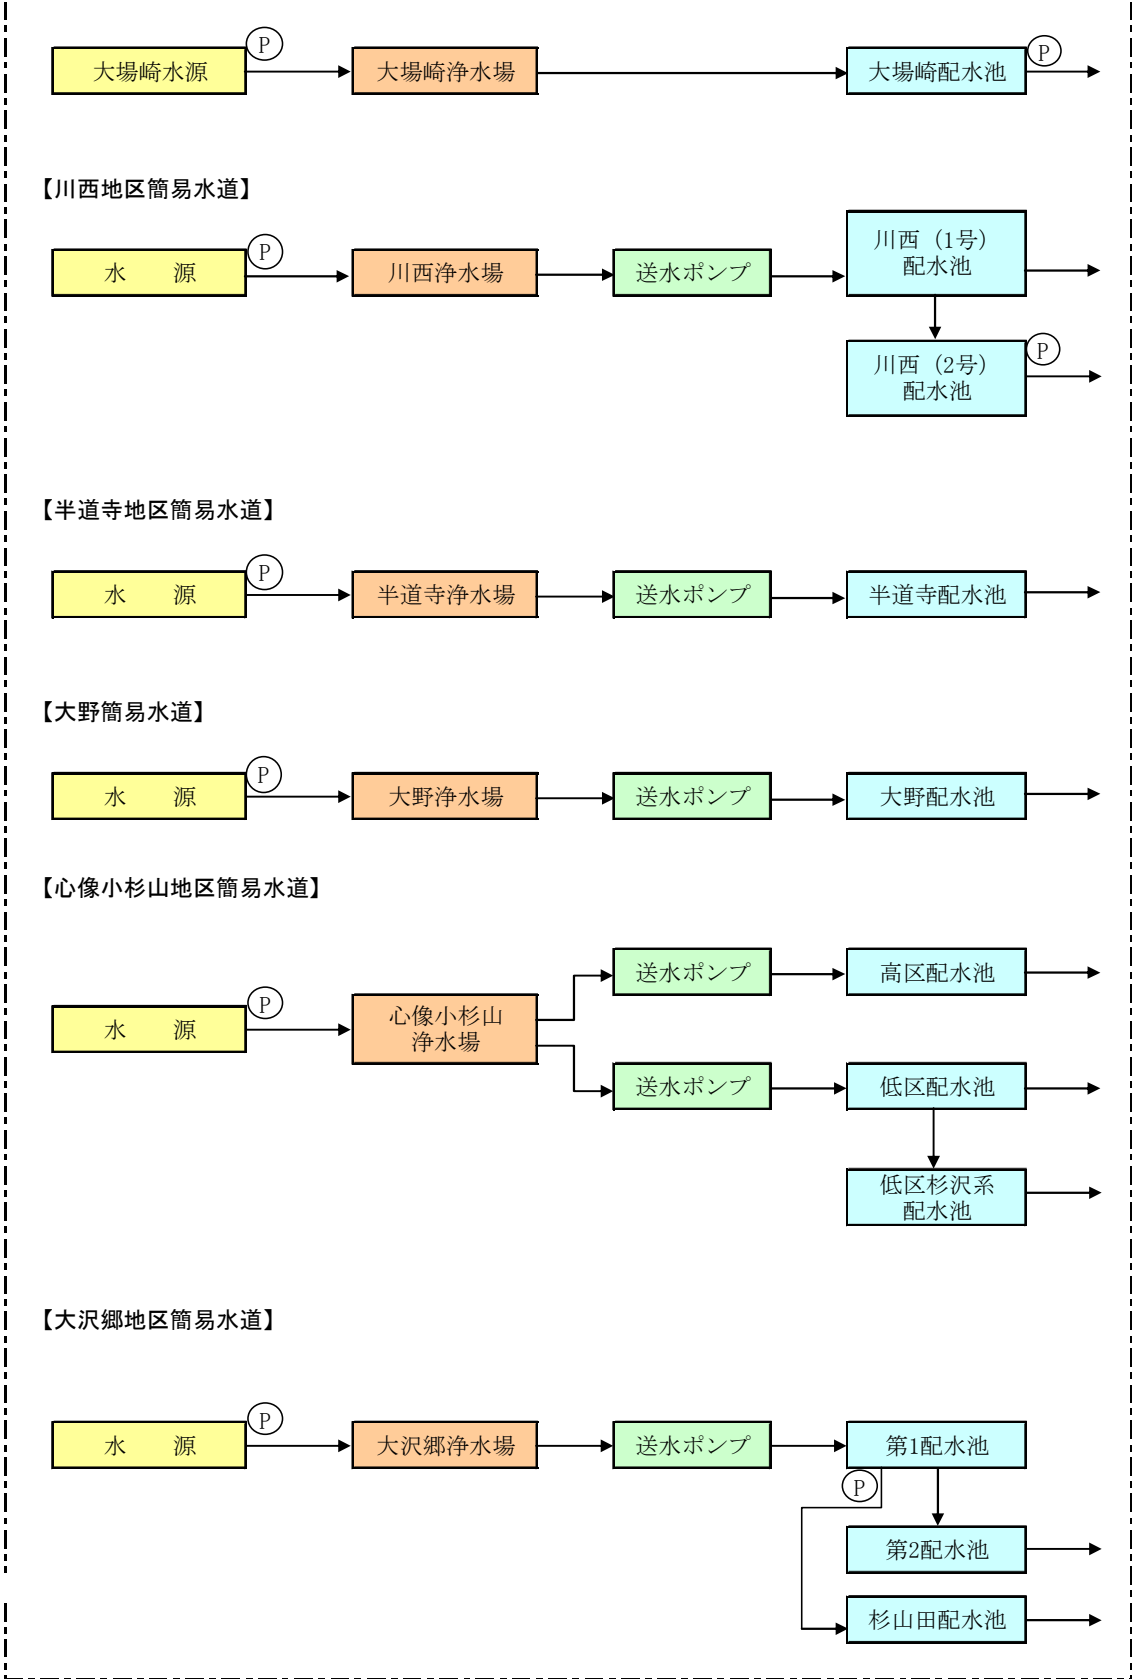 P
P
大場崎水源
大場崎浄水場
大場崎配水池
【川西地区簡易水道】
P
水　源
川西浄水場
送水ポンプ
川西（1号）
配水池
P
川西（2号）
配水池
【半道寺地区簡易水道】
P
水　源
半道寺浄水場
送水ポンプ
半道寺配水池
【大野簡易水道】
P
水　源
大野浄水場
送水ポンプ
大野配水池
【心像小杉山地区簡易水道】
送水ポンプ
高区配水池
P
水　源
心像小杉山
浄水場
送水ポンプ
低区配水池
低区杉沢系
配水池
【大沢郷地区簡易水道】
P
水　源
大沢郷浄水場
送水ポンプ
第1配水池
P
第2配水池
杉山田配水池